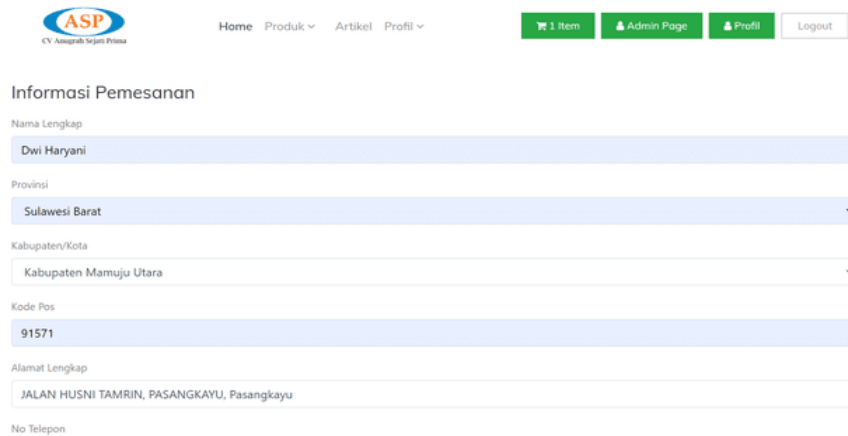 ASP
CV Anugrah Sejati Prima
Home Produk Artikel Profil 1 Item Admin Page Profil Logout
Informasi Pemesanan
Nama Lengkap
Dwi Haryani
Provinsi
Sulawesi Barat
Kabupaten/Kota
Kabupaten Mamuju Utara
Kode Pos
91571
Alamat Lengkap
JALAN HUSNI TAMRIN, PASANGKAYU, Pasangkayu
No Telepon